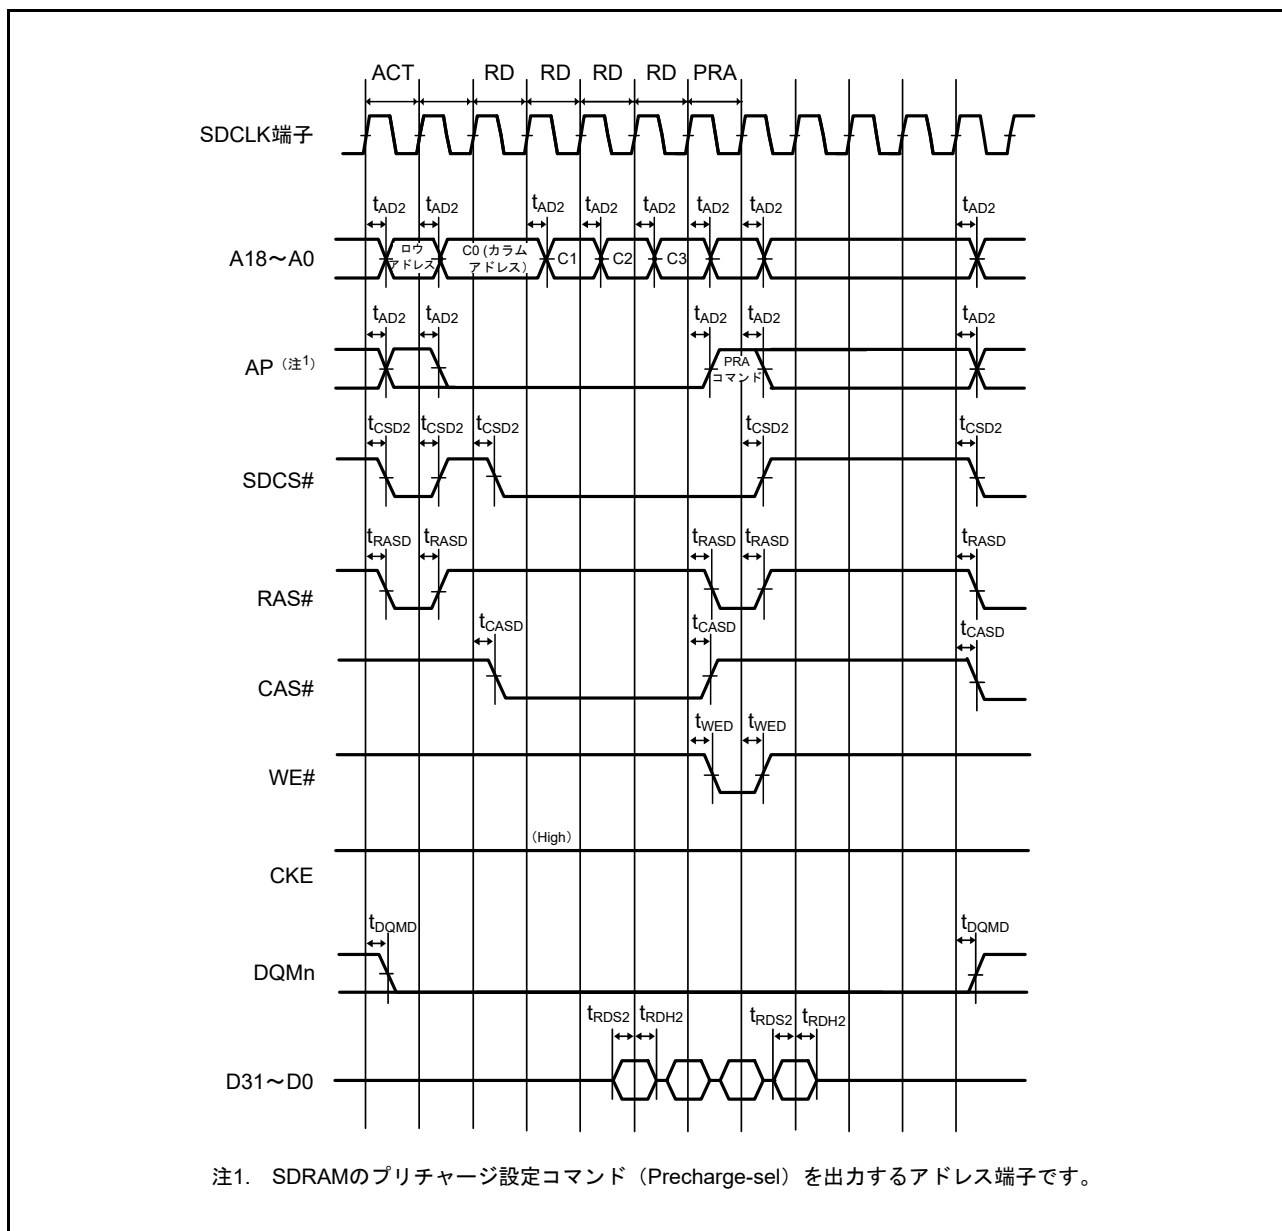 ACT RD RD RD RD PRA
SDCLK端子
tAD2 tAD2 tAD2 tAD2 tAD2 tAD2 tAD2 tAD2
A18～A0
ロウ
アドレス
C0 (カラム
アドレス）
C1 C2 C3
tAD2 tAD2 tAD2 tAD2 tAD2
AP（注1）
PRA
コマンド
tCSD2 tCSD2 tCSD2 tCSD2 tCSD2
SDCS#
tRASD tRASD tRASD tRASD tRASD
RAS#
tCASD tCASD tCASD
CAS#
tWED tWED
WE#
（High）
CKE
tDQMD tDQMD
DQMn
tRDS2 tRDH2 tRDS2 tRDH2
D31～D0
注1. SDRAMのプリチャージ設定コマンド（Precharge-sel）を出力するアドレス端子です。